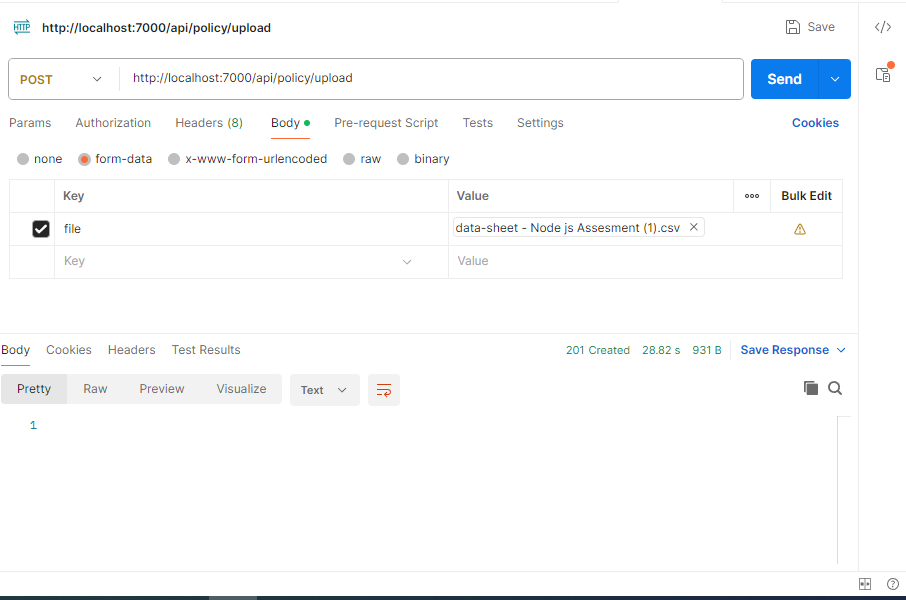 HTTP http://localhost:7000/api/policy/upload Save </>
POST http://localhost:7000/api/policy/upload Send
Params Authorization Headers (8) Body Pre-request Script Tests Settings Cookies
none form-data x-www-form-urlencoded raw binary
Key Value ooo Bulk Edit
file data-sheet - Node js Assesment (1).csv ×
Key Value
Body Cookies Headers Test Results 201 Created 28.82 s 931 B Save Response
Pretty Raw Preview Visualize Text
1